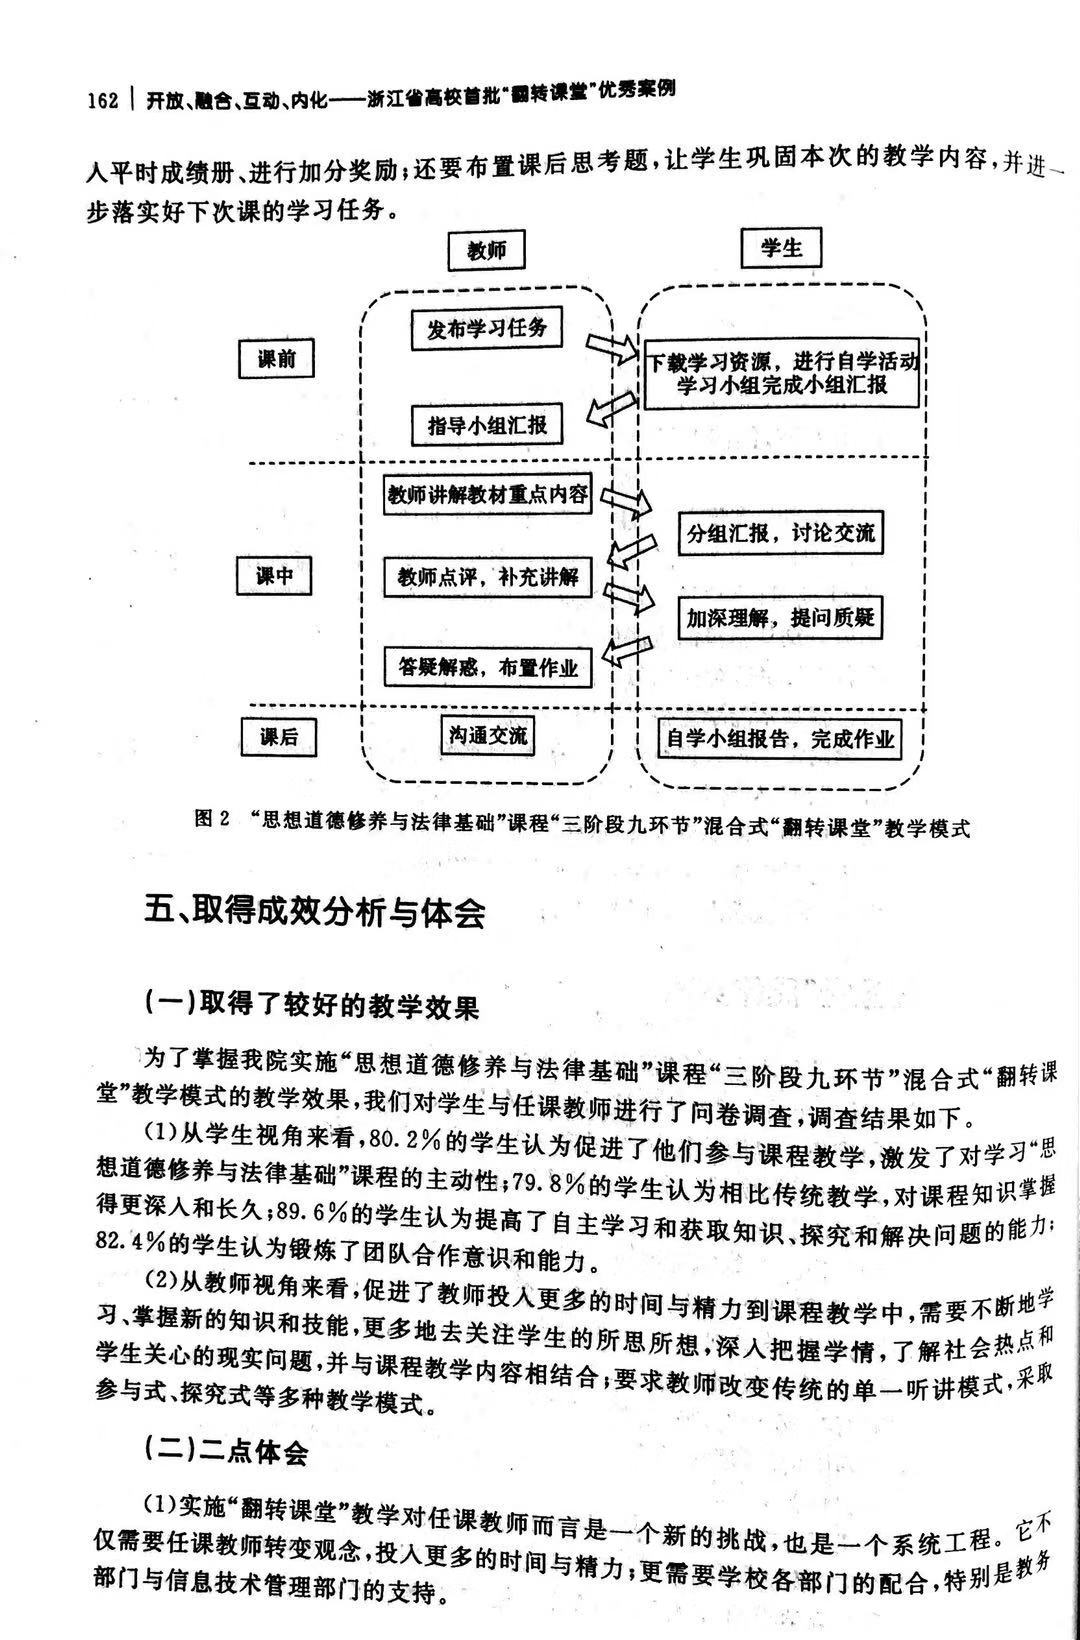 162 | 开放、融合、互动、内化——浙江省高校首批“翻转课堂”优秀案例
人平时成绩册、进行加分奖励；还要布置课后思考题，让学生巩固本次的教学内容，并进一
步落实好下次课的学习任务。
教师 学生
发布学习任务
课前 下载学习资源，进行自学活动
学习小组完成小组汇报
指导小组汇报
教师讲解教材重点内容
分组汇报，讨论交流
课中 教师点评，补充讲解
加深理解，提问质疑
答疑解惑，布置作业
课后 沟通交流 自学小组报告，完成作业
图2 “思想道德修养与法律基础”课程“三阶段九环节”混合式“翻转课堂”教学模式
五、取得成效分析与体会
(一)取得了较好的教学效果
为了掌握我院实施“思想道德修养与法律基础”课程“三阶段九环节”混合式“翻转课
堂”教学模式的教学效果，我们对学生与任课教师进行了问卷调查，调查结果如下。
(1)从学生视角来看，80.2%的学生认为促进了他们参与课程教学，激发了对学习“思
想道德修养与法律基础”课程的主动性；79.8%的学生认为相比传统教学，对课程知识掌握
得更深入和长久；89.6%的学生认为提高了自主学习和获取知识、探究和解决问题的能力；
82.4%的学生认为锻炼了团队合作意识和能力。
(2)从教师视角来看，促进了教师投入更多的时间与精力到课程教学中，需要不断地学
习、掌握新的知识和技能，更多地去关注学生的所思所想，深入把握学情，了解社会热点和
学生关心的现实问题，并与课程教学内容相结合；要求教师改变传统的单一听讲模式，采取
参与式、探究式等多种教学模式。
(二)二点体会
(1)实施“翻转课堂”教学对任课教师而言是一个新的挑战，也是一个系统工程。它不
仅需要任课教师转变观念，投入更多的时间与精力；更需要学校各部门的配合，特别是教务
部门与信息技术管理部门的支持。